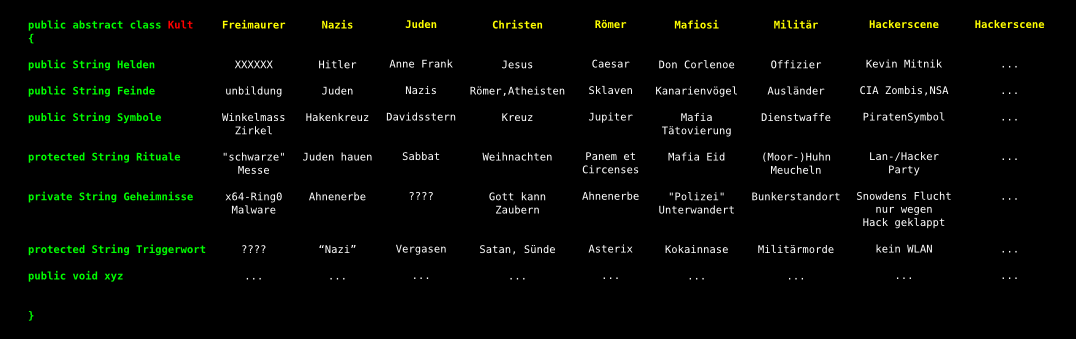 public abstract class Kult Freimaurer Nazis Juden Christen Römer Mafiosi Militär Hackerscene Hackerscene
{
public String Helden XXXXXX Hitler Anne Frank Jesus Caesar Don Corlenoe Offizier Kevin Mitnik ...
public String Feinde unbildung Juden Nazis Römer,Atheisten Sklaven Kanarienvögel Ausländer CIA Zombis,NSA ...
public String Symbole Winkelmass Hakenkreuz Davidsstern Kreuz Jupiter Mafia Dienstwaffe PiratenSymbol ...
Zirkel Tätovierung
protected String Rituale "schwarze" Juden hauen Sabbat Weihnachten Panem et Mafia Eid (Moor-)Huhn Lan-/Hacker ...
Messe Circenses Meucheln Party
private String Geheimnisse x64-Ring0 Ahnenerbe ???? Gott kann Ahnenerbe "Polizei" Bunkerstandort Snowdens Flucht ...
Malware Zaubern Unterwandert nur wegen
Hack geklappt
protected String Triggerwort ???? “Nazi” Vergasen Satan, Sünde Asterix Kokainnase Militärmorde kein WLAN ...
public void xyz ... ... ... ... ... ... ... ... ...
}